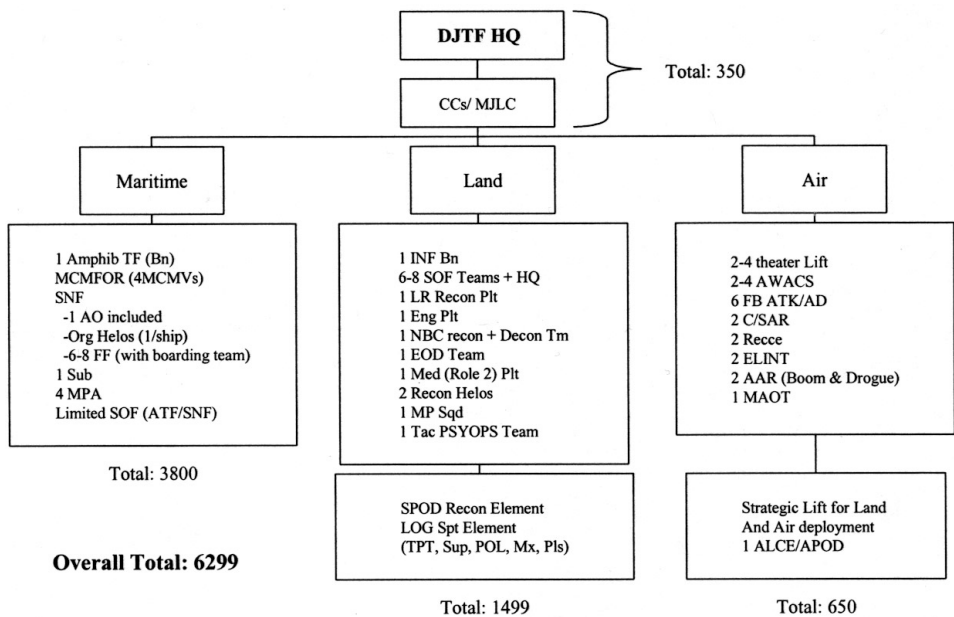 DJTF HQ
Total: 350
CCs/ MJLC
Maritime
Land
Air
1 Amphib TF (Bn)
MCMFOR (4MCMVs)
SNF
-1 AO included
-Org Helos (1/ship)
-6-8 FF (with boarding team)
1 Sub
4 MPA
Limited SOF (ATF/SNF)
Total: 3800
Overall Total: 6299
1 INF Bn
6-8 SOF Teams + HQ
1 LR Recon Plt
1 Eng Plt
1 NBC recon + Decon Tm
1 EOD Team
1 Med (Role 2) Plt
2 Recon Helos
1 MP Sqd
1 Tac PSYOPS Team
SPOD Recon Element
LOG Spt Element
(TPT, Sup, POL, Mx, Pls)
Total: 1499
2-4 theater Lift
2-4 AWACS
6 FB ATK/AD
2 C/SAR
2 Recce
2 ELINT
2 AAR (Boom & Drogue)
1 MAOT
Strategic Lift for Land
And Air deployment
1 ALCE/APOD
Total: 650